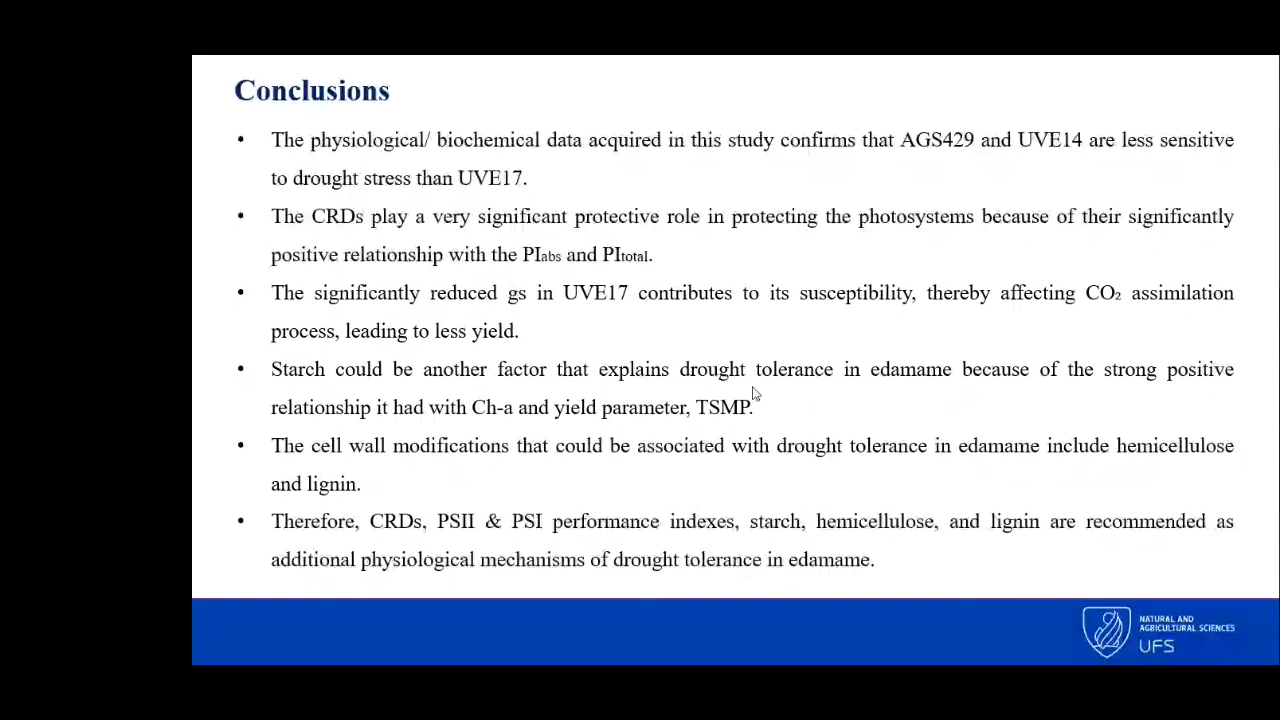 Conclusions
• The physiological/ biochemical data acquired in this study confirms that AGS429 and UVE14 are less sensitive
to drought stress than UVE17.
• The CRDs play a very significant protective role in protecting the photosystems because of their significantly
positive relationship with the PIabs and PItotal.
• The significantly reduced gs in UVE17 contributes to its susceptibility, thereby affecting CO₂ assimilation
process, leading to less yield.
• Starch could be another factor that explains drought tolerance in edamame because of the strong positive
relationship it had with Ch-a and yield parameter, TSMP.
• The cell wall modifications that could be associated with drought tolerance in edamame include hemicellulose
and lignin.
• Therefore, CRDs, PSII & PSI performance indexes, starch, hemicellulose, and lignin are recommended as
additional physiological mechanisms of drought tolerance in edamame.
NATURAL AND
AGRICULTURAL SCIENCES
UFS